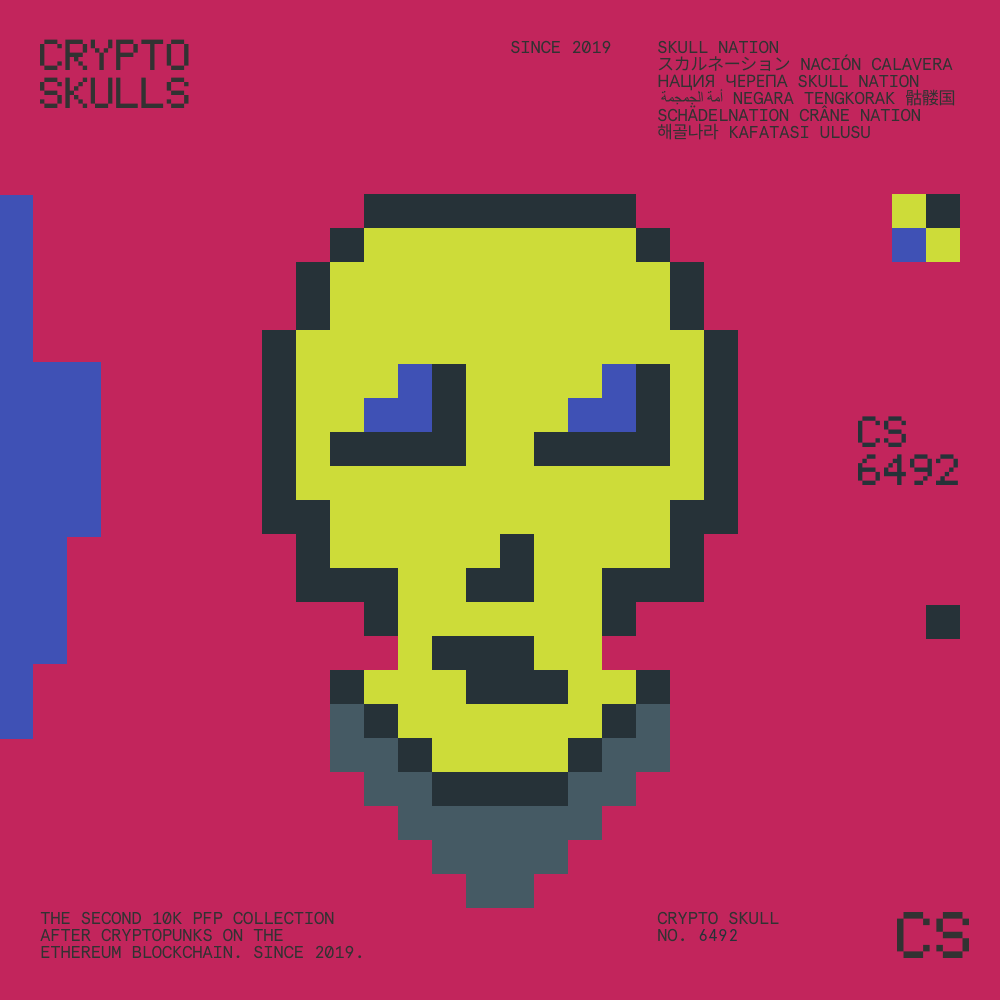 CRYPTO
SKULLS
SINCE 2019
SKULL NATION
スカルネーション NACIÓN CALAVERA
НАЦИЯ ЧЕРЕПА SKULL NATION
أمة الجمجمة NEGARA TENGKORAK 骷髅国
SCHÄDELNATION CRÂNE NATION
해골나라 KAFATASI ULUSU
CS
6492
THE SECOND 10K PFP COLLECTION
AFTER CRYPTOPUNKS ON THE
ETHEREUM BLOCKCHAIN. SINCE 2019.
CRYPTO SKULL
NO. 6492
CS